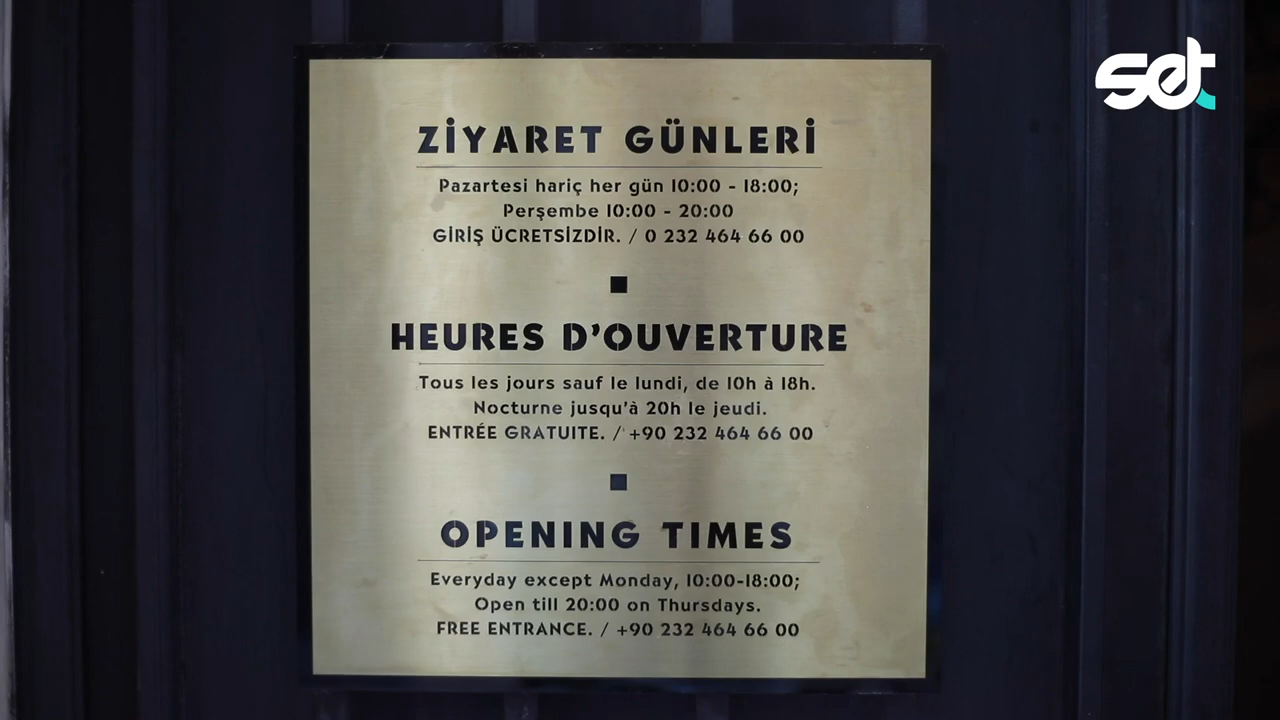 set
ZİYARET GÜNLERİ
Pazartesi hariç her gün 10:00 - 18:00;
Perşembe 10:00 - 20:00
GİRİŞ ÜCRETSİZDİR. / 0 232 464 66 00
HEURES D'OUVERTURE
Tous les jours sauf le lundi, de 10h à 18h.
Nocturne jusqu'à 20h le jeudi.
ENTRÉE GRATUITE. / +90 232 464 66 00
OPENING TIMES
Everyday except Monday, 10:00-18:00;
Open till 20:00 on Thursdays.
FREE ENTRANCE. / +90 232 464 66 00